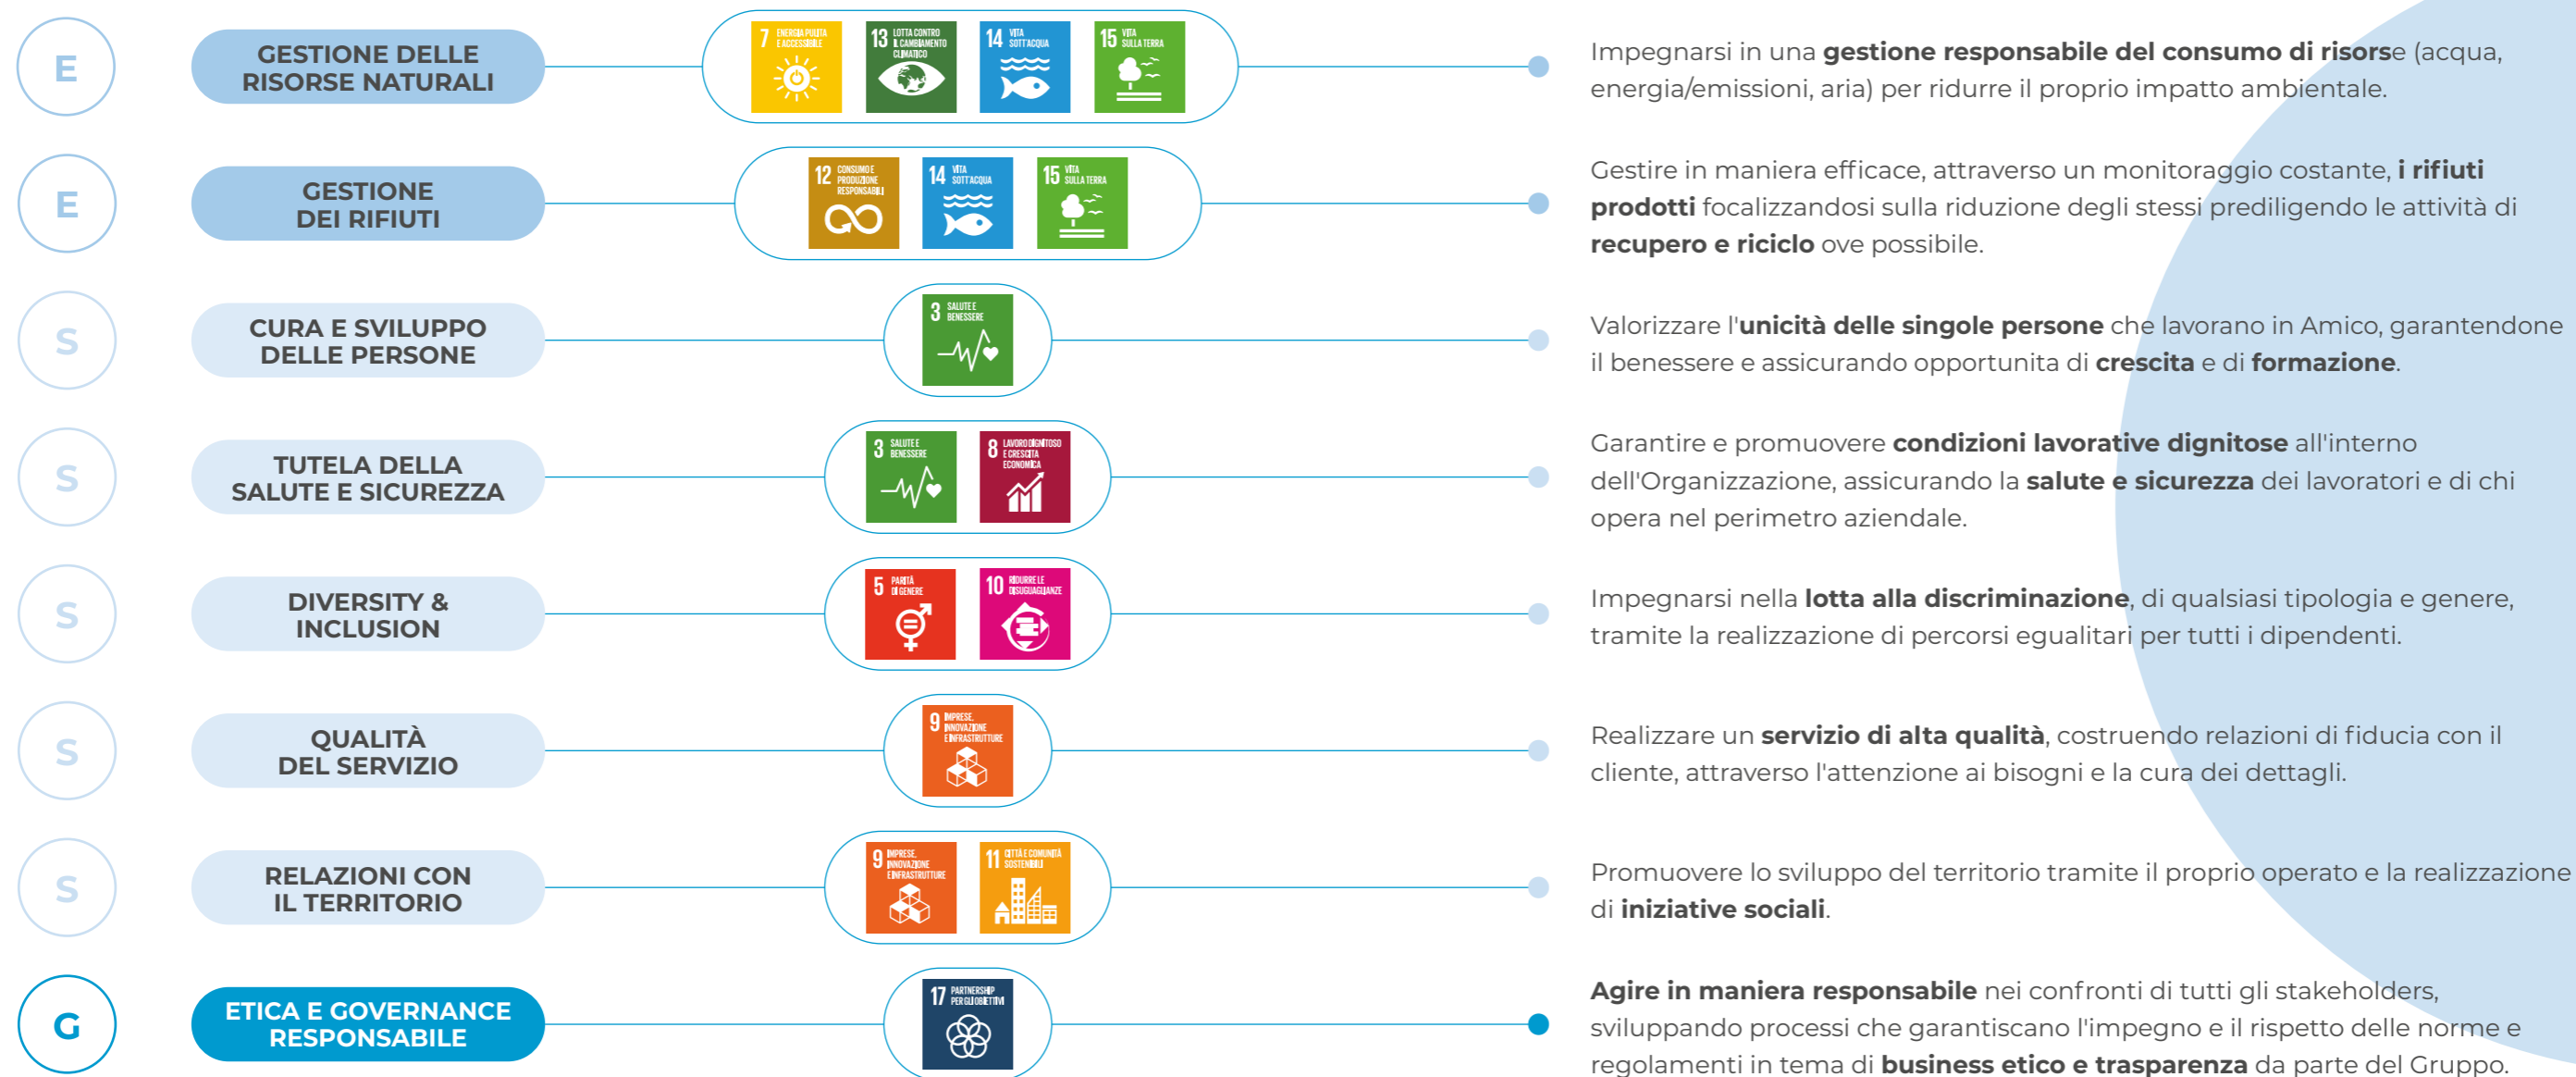 E
GESTIONE DELLE
RISORSE NATURALI
7 ENERGIA PULITA
E ACCESSIBILE
13 LOTTA CONTRO
IL CAMBIAMENTO
CLIMATICO
14 VITA
SOTT'ACQUA
15 VITA
SULLA TERRA
Impegnarsi in una gestione responsabile del consumo di risorse (acqua,
energia/emissioni, aria) per ridurre il proprio impatto ambientale.
E
GESTIONE
DEI RIFIUTI
12 CONSUMO E
PRODUZIONE
RESPONSABILI
14 VITA
SOTT'ACQUA
15 VITA
SULLA TERRA
Gestire in maniera efficace, attraverso un monitoraggio costante, i rifiuti
prodotti focalizzandosi sulla riduzione degli stessi prediligendo le attività di
recupero e riciclo ove possibile.
S
CURA E SVILUPPO
DELLE PERSONE
3 SALUTE E
BENESSERE
Valorizzare l'unicità delle singole persone che lavorano in Amico, garantendone
il benessere e assicurando opportunita di crescita e di formazione.
S
TUTELA DELLA
SALUTE E SICUREZZA
3 SALUTE E
BENESSERE
8 LAVORO DIGNITOSO
E CRESCITA
ECONOMICA
Garantire e promuovere condizioni lavorative dignitose all'interno
dell'Organizzazione, assicurando la salute e sicurezza dei lavoratori e di chi
opera nel perimetro aziendale.
S
DIVERSITY &
INCLUSION
5 PARITÀ
DI GENERE
10 RIDURRE LE
DISUGUAGLIANZE
Impegnarsi nella lotta alla discriminazione, di qualsiasi tipologia e genere,
tramite la realizzazione di percorsi egualitari per tutti i dipendenti.
S
QUALITÀ
DEL SERVIZIO
9 IMPRESE,
INNOVAZIONE
E INFRASTRUTTURE
Realizzare un servizio di alta qualità, costruendo relazioni di fiducia con il
cliente, attraverso l'attenzione ai bisogni e la cura dei dettagli.
S
RELAZIONI CON
IL TERRITORIO
9 IMPRESE,
INNOVAZIONE
E INFRASTRUTTURE
11 CITTÀ E COMUNITÀ
SOSTENIBILI
Promuovere lo sviluppo del territorio tramite il proprio operato e la realizzazione
di iniziative sociali.
G
ETICA E GOVERNANCE
RESPONSABILE
17 PARTNERSHIP
PER GLI OBIETTIVI
Agire in maniera responsabile nei confronti di tutti gli stakeholders,
sviluppando processi che garantiscano l'impegno e il rispetto delle norme e
regolamenti in tema di business etico e trasparenza da parte del Gruppo.